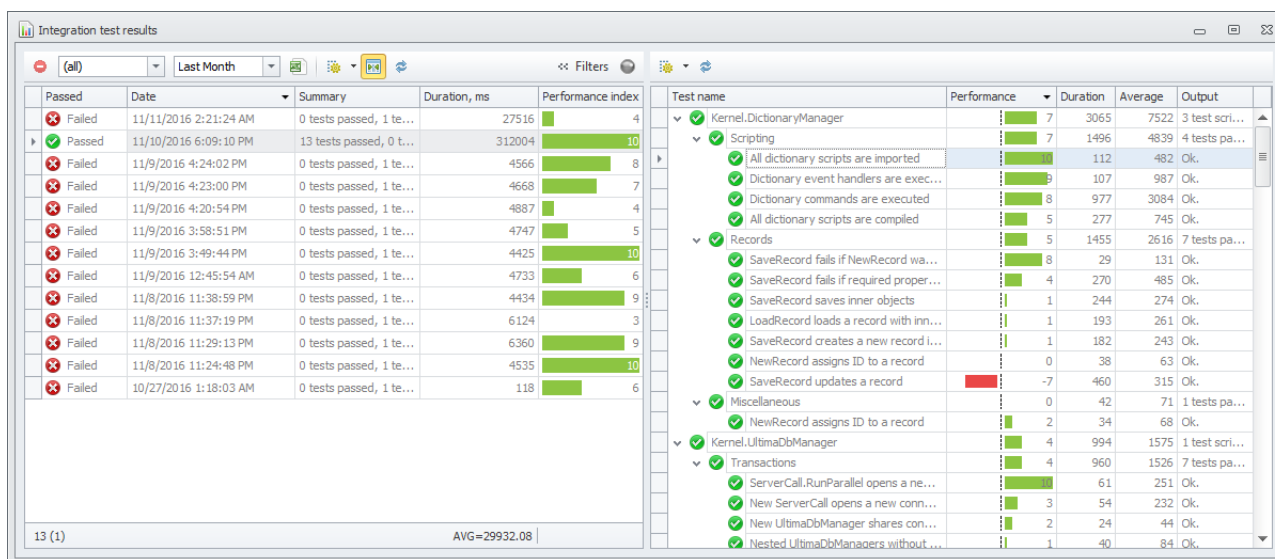 Integration test results
(all) Last Month << Filters
Passed Date Summary Duration, ms Performance index
Failed 11/11/2016 2:21:24 AM 0 tests passed, 1 te... 27516 4
Passed 11/10/2016 6:09:10 PM 13 tests passed, 0 t... 312004 10
Failed 11/9/2016 4:24:02 PM 0 tests passed, 1 te... 4566 8
Failed 11/9/2016 4:23:00 PM 0 tests passed, 1 te... 4668 7
Failed 11/9/2016 4:20:54 PM 0 tests passed, 1 te... 4887 4
Failed 11/9/2016 3:58:51 PM 0 tests passed, 1 te... 4747 5
Failed 11/9/2016 3:49:44 PM 0 tests passed, 1 te... 4425 10
Failed 11/9/2016 12:45:54 AM 0 tests passed, 1 te... 4733 6
Failed 11/8/2016 11:38:59 PM 0 tests passed, 1 te... 4434 9
Failed 11/8/2016 11:37:19 PM 0 tests passed, 1 te... 6124 3
Failed 11/8/2016 11:29:13 PM 0 tests passed, 1 te... 6360 9
Failed 11/8/2016 11:24:48 PM 0 tests passed, 1 te... 4535 10
Failed 10/27/2016 1:18:03 AM 0 tests passed, 1 te... 118 6
13 (1) AVG=29932.08
Test name Performance Duration Average Output
Kernel.DictionaryManager 7 3065 7522 3 test scri...
Scripting 7 1496 4839 4 tests pa...
All dictionary scripts are imported 10 112 482 Ok.
Dictionary event handlers are exec... 9 107 987 Ok.
Dictionary commands are executed 8 977 3084 Ok.
All dictionary scripts are compiled 5 277 745 Ok.
Records 5 1455 2616 7 tests pa...
SaveRecord fails if NewRecord wa... 8 29 131 Ok.
SaveRecord fails if required proper... 4 270 485 Ok.
SaveRecord saves inner objects 1 244 274 Ok.
LoadRecord loads a record with inn... 1 193 261 Ok.
SaveRecord creates a new record i... 1 182 243 Ok.
NewRecord assigns ID to a record 0 38 63 Ok.
SaveRecord updates a record -7 460 315 Ok.
Miscellaneous 0 42 71 1 tests pa...
NewRecord assigns ID to a record 2 34 68 Ok.
Kernel.UltimaDbManager 4 994 1575 1 test scri...
Transactions 4 960 1526 7 tests pa...
ServerCall.RunParallel opens a ne... 10 61 251 Ok.
New ServerCall opens a new conn... 3 54 232 Ok.
New UltimaDbManager shares con... 2 24 44 Ok.
Nested UltimaDbManagers without ... 1 40 84 Ok.